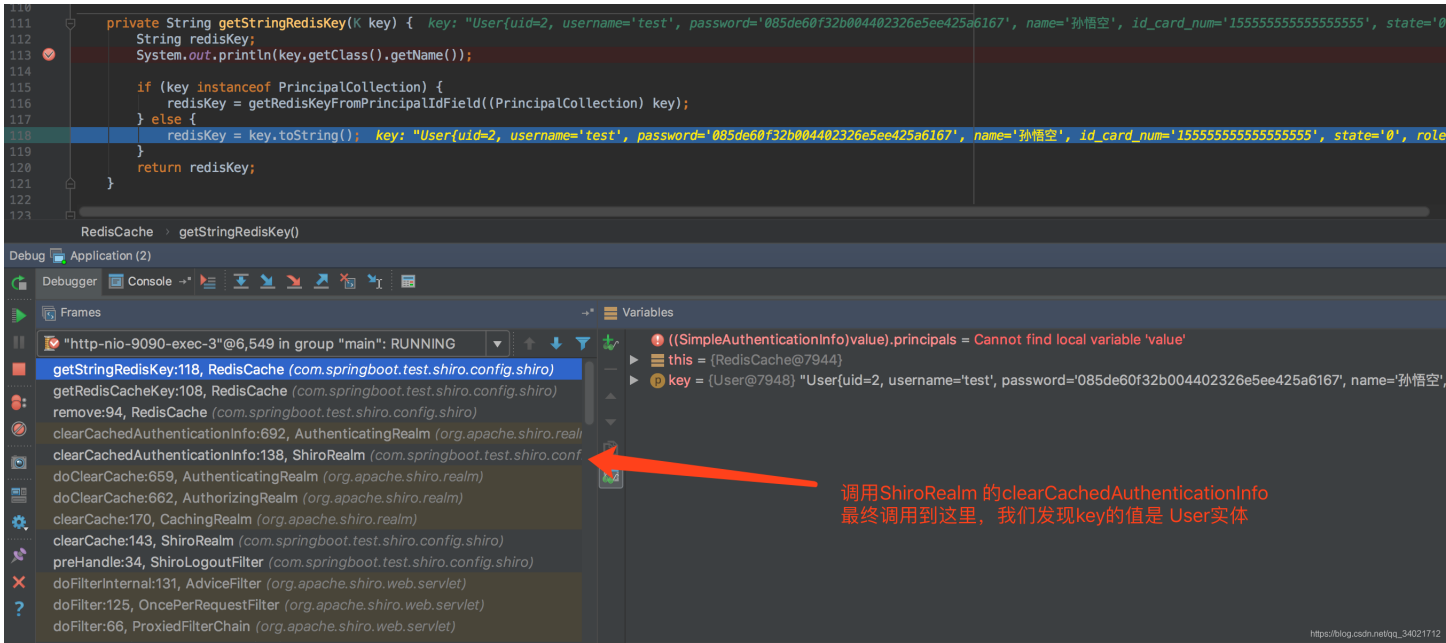 110
111 private String getStringRedisKey(K key) { key: "User{uid=2, username='test', password='085de60f32b004402326e5ee425a6167', name='孙悟空', id_card_num='155555555555555555', state='0
112 String redisKey;
113 System.out.println(key.getClass().getName());
114
115 if (key instanceof PrincipalCollection) {
116 redisKey = getRedisKeyFromPrincipalIdField((PrincipalCollection) key);
117 } else {
118 redisKey = key.toString(); key: "User{uid=2, username='test', password='085de60f32b004402326e5ee425a6167', name='孙悟空', id_card_num='155555555555555555', state='0', role
119 }
120 return redisKey;
121 }
122
123
RedisCache › getStringRedisKey()
Debug Application (2)
Debugger Console
Frames
Variables
"http-nio-9090-exec-3"@6,549 in group "main": RUNNING
getStringRedisKey:118, RedisCache (com.springboot.test.shiro.config.shiro)
getRedisCacheKey:108, RedisCache (com.springboot.test.shiro.config.shiro)
remove:94, RedisCache (com.springboot.test.shiro.config.shiro)
clearCachedAuthenticationInfo:692, AuthenticatingRealm (org.apache.shiro.realm
clearCachedAuthenticationInfo:138, ShiroRealm (com.springboot.test.shiro.conf
doClearCache:659, AuthenticatingRealm (org.apache.shiro.realm)
doClearCache:662, AuthorizingRealm (org.apache.shiro.realm)
clearCache:170, CachingRealm (org.apache.shiro.realm)
clearCache:143, ShiroRealm (com.springboot.test.shiro.config.shiro)
preHandle:34, ShiroLogoutFilter (com.springboot.test.shiro.config.shiro)
doFilterInternal:131, AdviceFilter (org.apache.shiro.web.servlet)
doFilter:125, OncePerRequestFilter (org.apache.shiro.web.servlet)
doFilter:66, ProxiedFilterChain (org.apache.shiro.web.servlet)
((SimpleAuthenticationInfo)value).principals = Cannot find local variable 'value'
this = {RedisCache@7944}
key = {User@7948} "User{uid=2, username='test', password='085de60f32b004402326e5ee425a6167', name='孙悟空',
调用ShiroRealm 的clearCachedAuthenticationInfo
最终调用到这里，我们发现key的值是 User实体
https://blog.csdn.net/qq_34021712